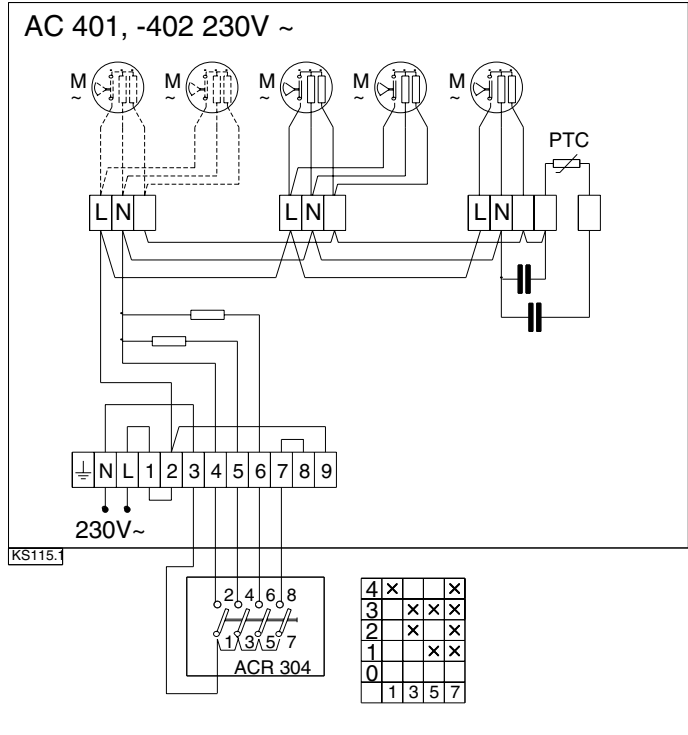 AC 401, -402 230V ~
M ~ M ~ M ~ M ~ M ~
PTC
L N L N L N
⏚ N L 1 2 3 4 5 6 7 8 9
230V~
KS115.1
2 4 6 8
1 3 5 7
ACR 304
4 × ×
3 × × ×
2 × ×
1 × ×
0
1 3 5 7